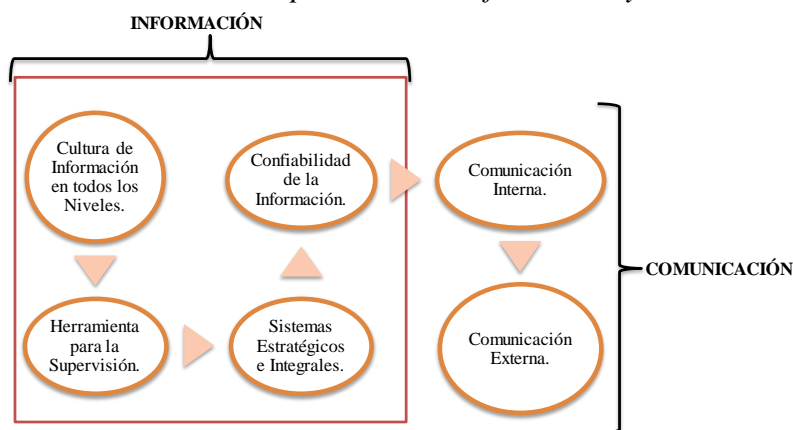 INFORMACIÓN
Cultura de
Información
en todos los
Niveles.
Herramienta
para la
Supervisión.
Sistemas
Estratégicos
e Integrales.
Confiabilidad
de la
Información.
Comunicación
Interna.
Comunicación
Externa.
COMUNICACIÓN